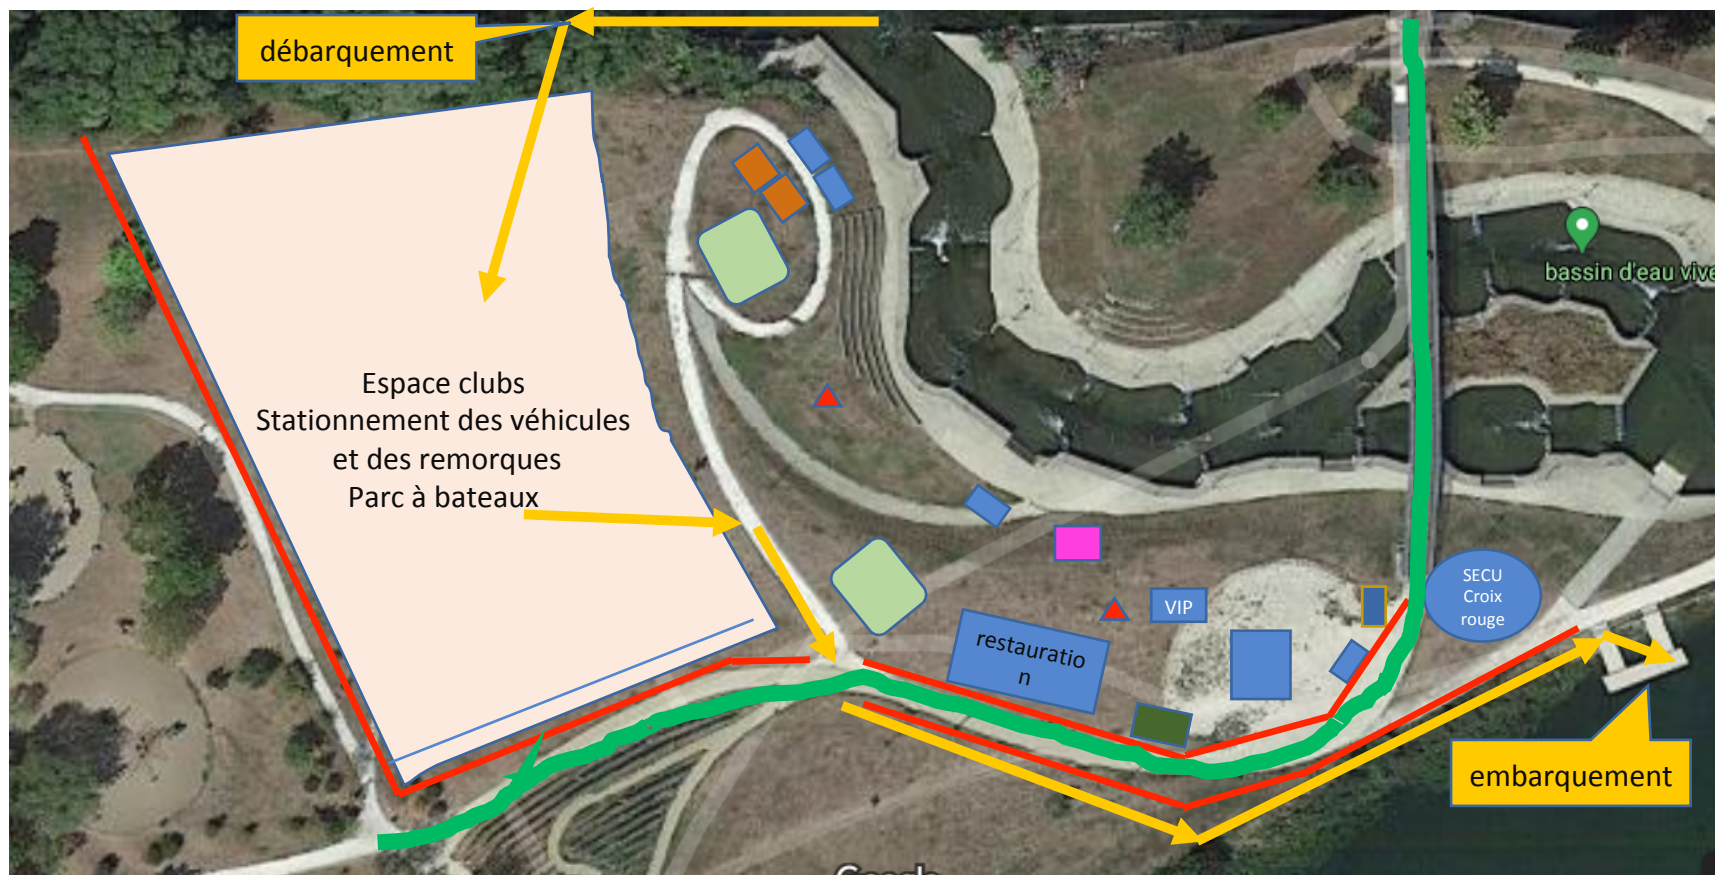 débarquement
bassin d'eau vive
Espace clubs
Stationnement des véhicules
et des remorques
Parc à bateaux
SECU
Croix
rouge
VIP
restauratio
n
embarquement
Google